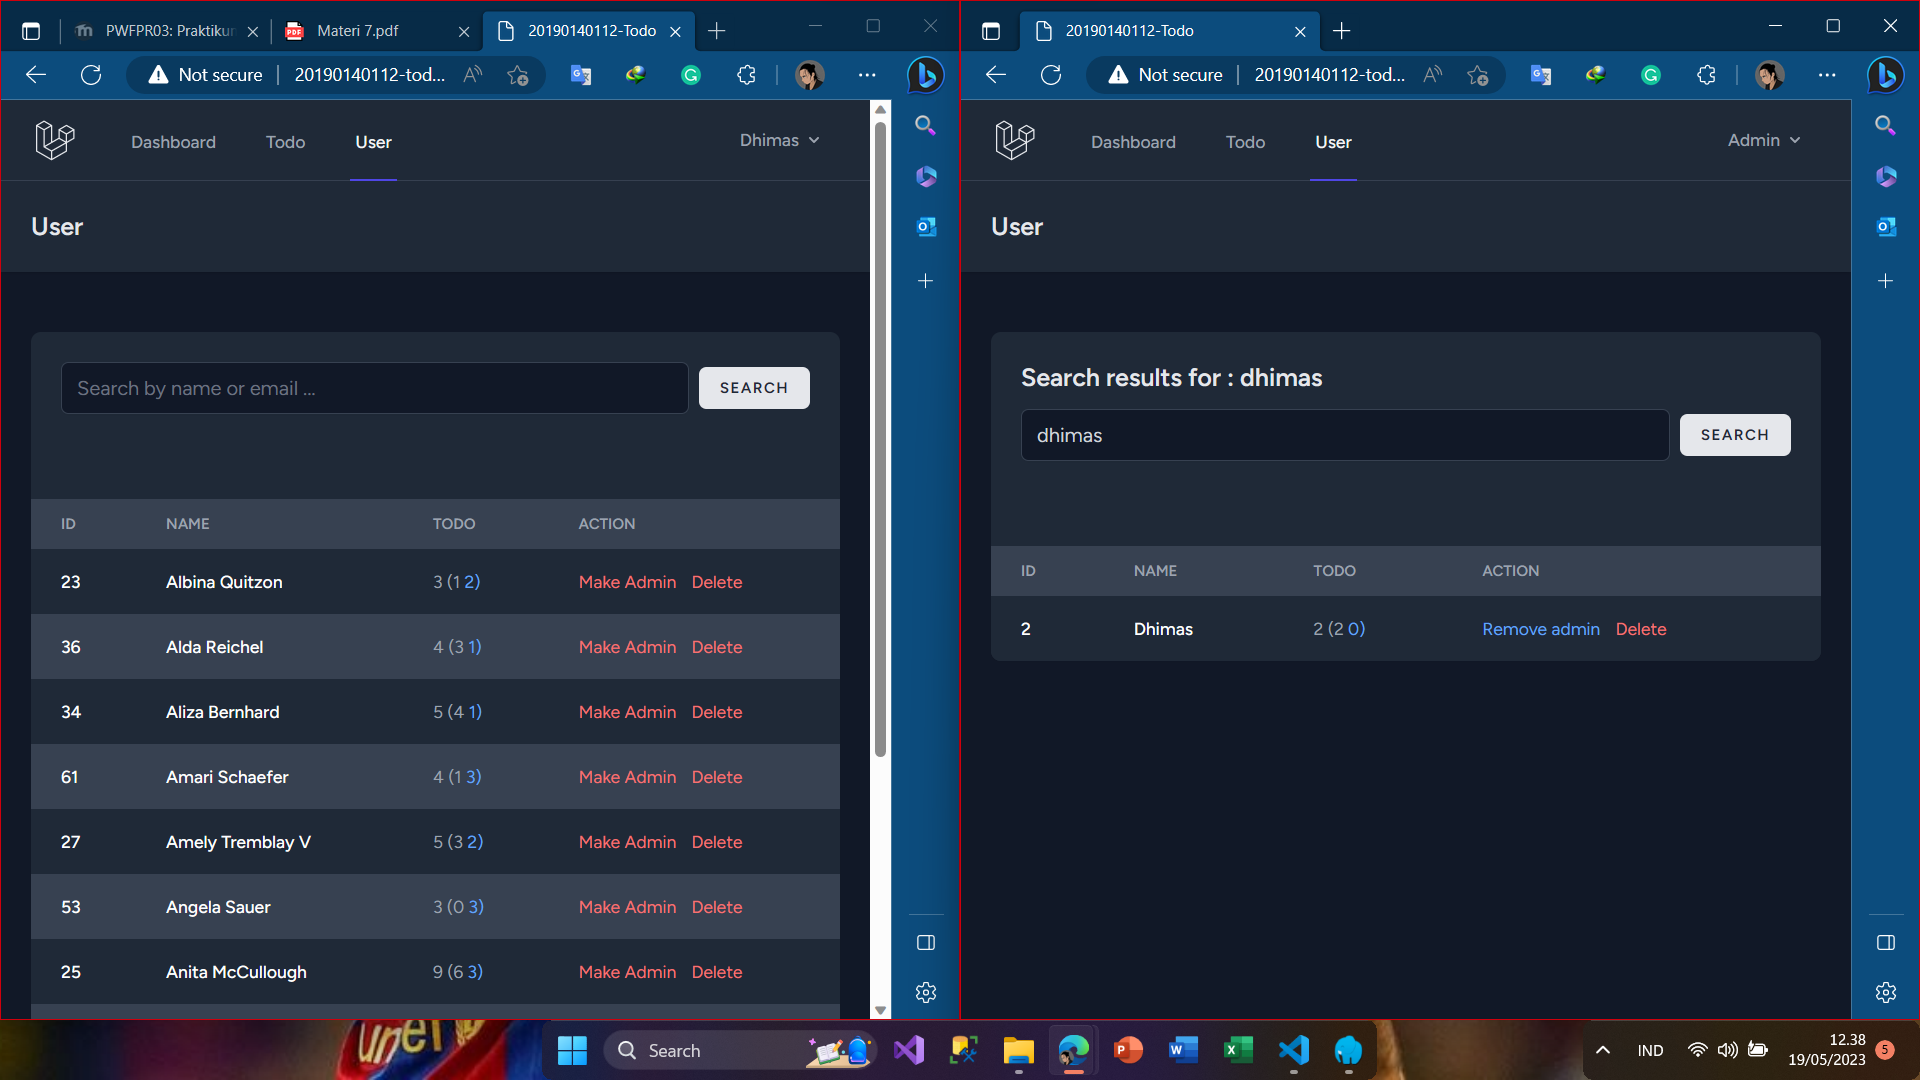 PWFPR03: Praktikur
Materi 7.pdf
20190140112-Todo
Not secure
20190140112-tod...
Dashboard
Todo
User
Dhimas
User
Search by name or email ...
SEARCH
ID NAME TODO ACTION
23 Albina Quitzon 3 (1 2) Make Admin Delete
36 Alda Reichel 4 (3 1) Make Admin Delete
34 Aliza Bernhard 5 (4 1) Make Admin Delete
61 Amari Schaefer 4 (1 3) Make Admin Delete
27 Amely Tremblay V 5 (3 2) Make Admin Delete
53 Angela Sauer 3 (0 3) Make Admin Delete
25 Anita McCullough 9 (6 3) Make Admin Delete
20190140112-Todo
Not secure
20190140112-tod...
Dashboard
Todo
User
Admin
User
Search results for : dhimas
dhimas
SEARCH
ID NAME TODO ACTION
2 Dhimas 2 (2 0) Remove admin Delete
Search
IND
12.38
19/05/2023
5